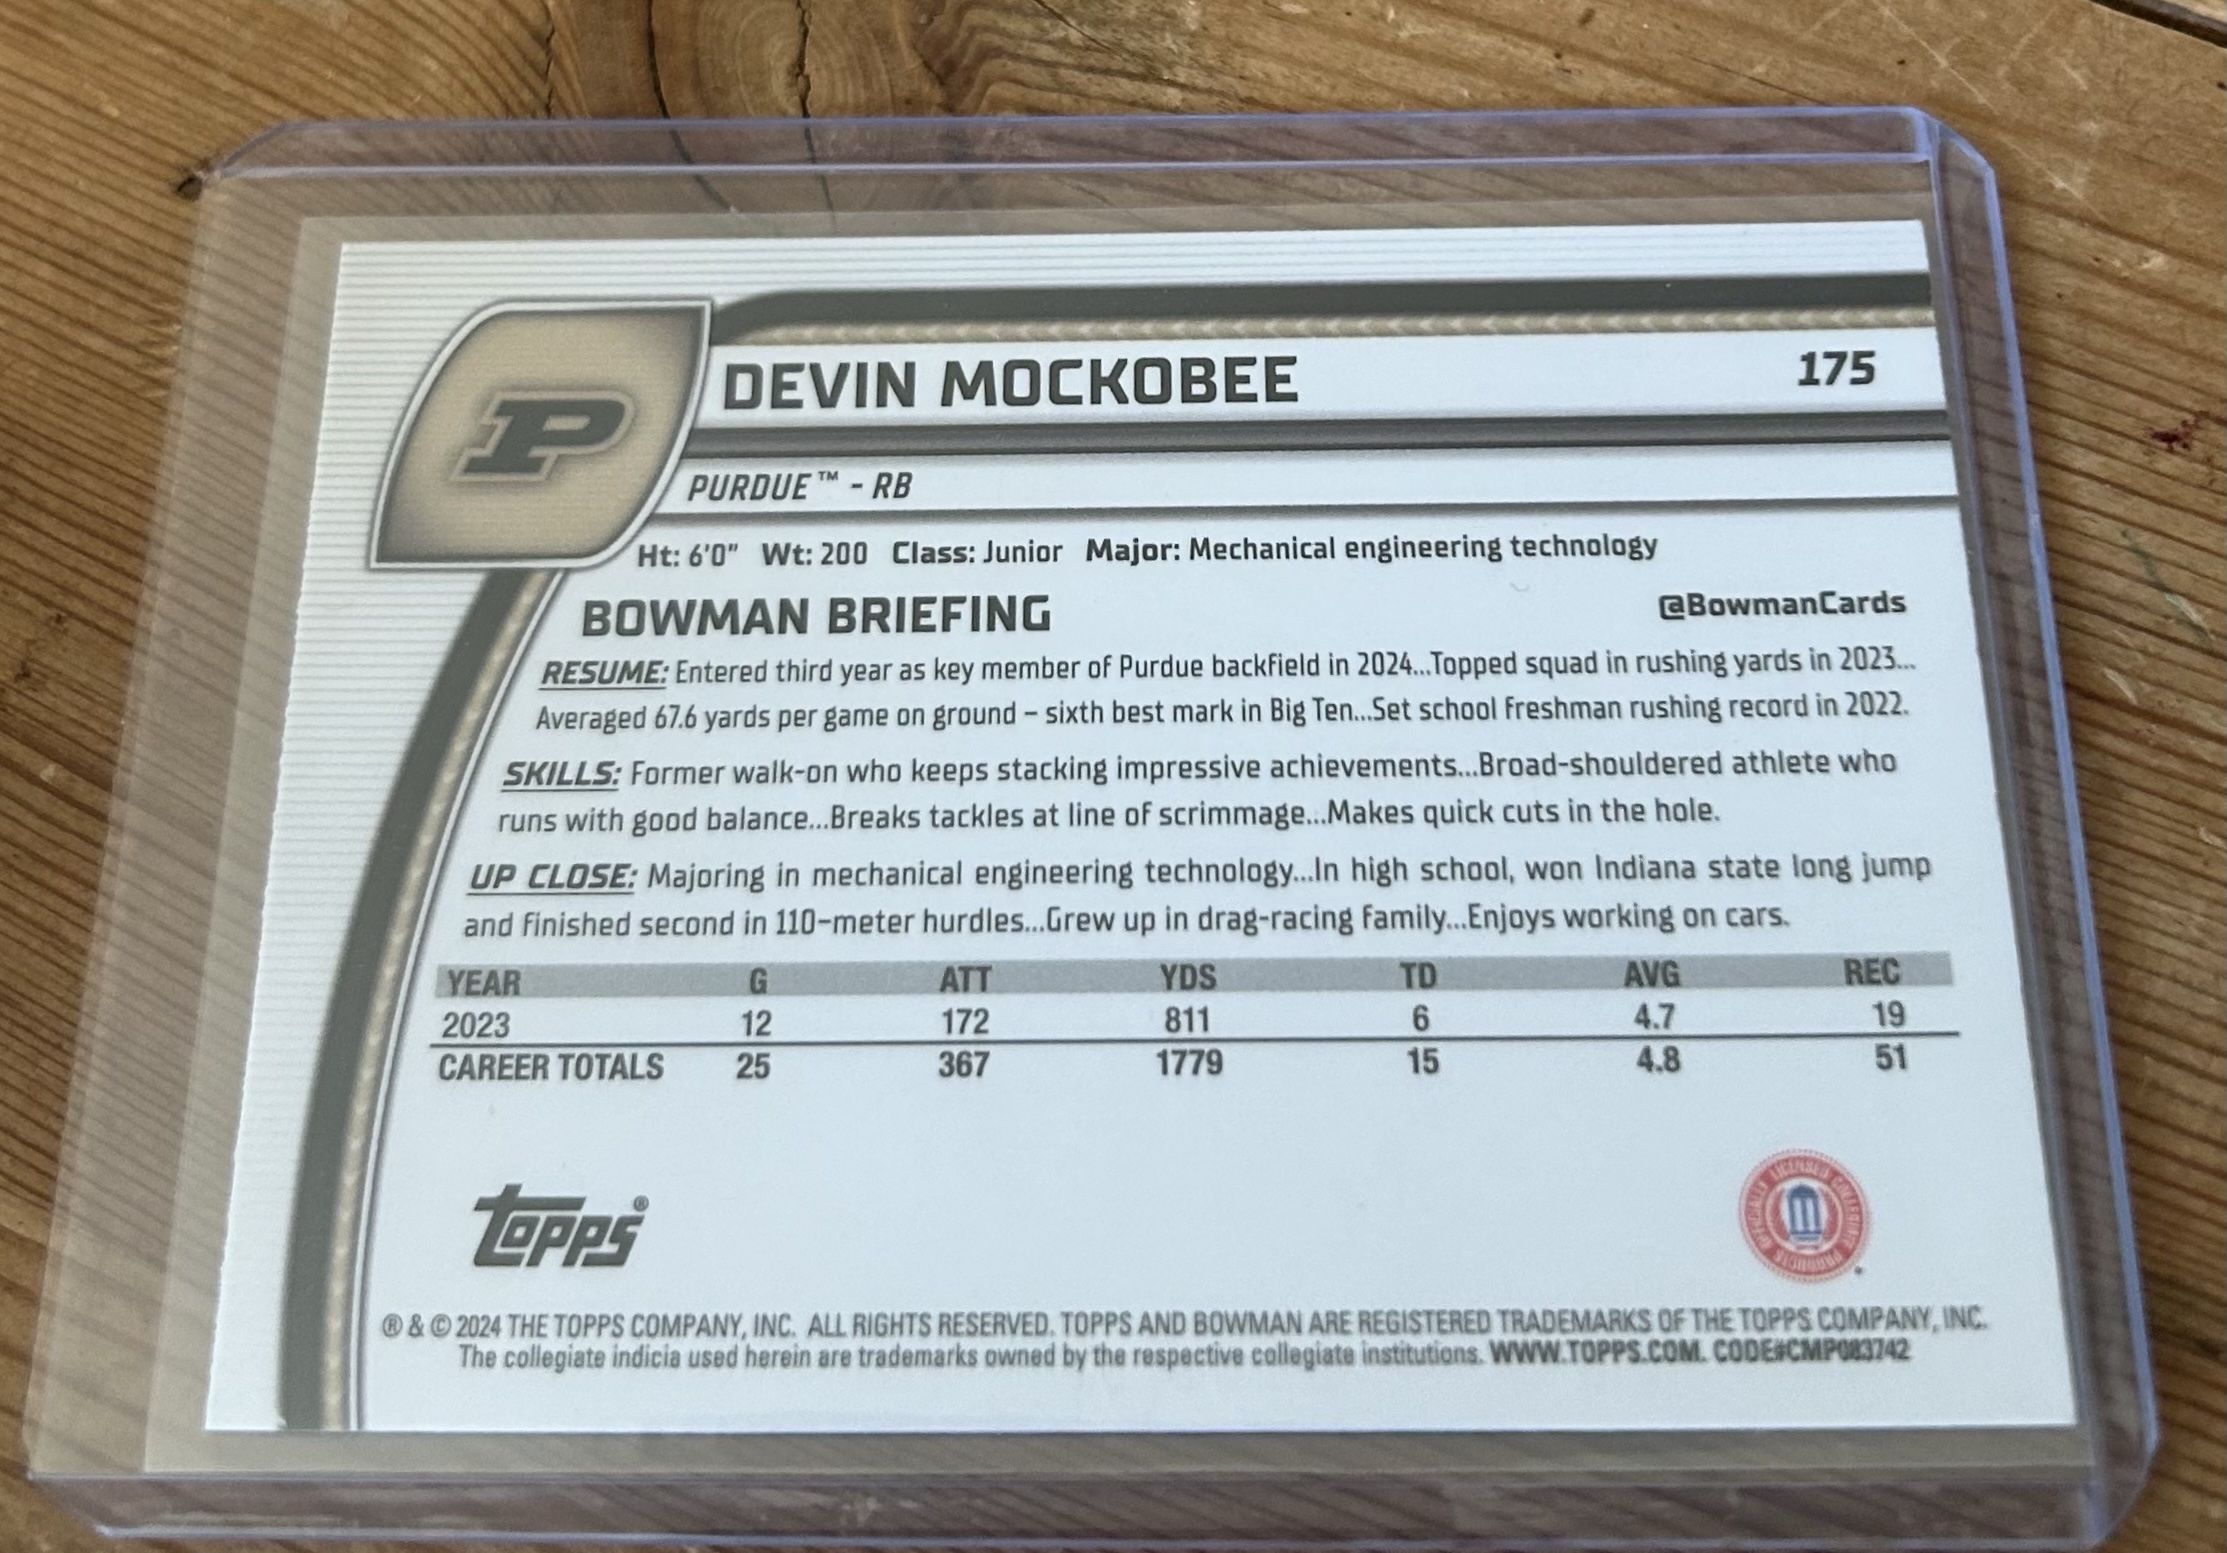 P
DEVIN MOCKOBEE
175
PURDUE™ - RB
Ht: 6'0" Wt: 200 Class: Junior Major: Mechanical engineering technology
BOWMAN BRIEFING
@BowmanCards
RESUME: Entered third year as key member of Purdue backfield in 2024...Topped squad in rushing yards in 2023...
Averaged 67.6 yards per game on ground – sixth best mark in Big Ten...Set school freshman rushing record in 2022.
SKILLS: Former walk-on who keeps stacking impressive achievements...Broad-shouldered athlete who
runs with good balance...Breaks tackles at line of scrimmage...Makes quick cuts in the hole.
UP CLOSE: Majoring in mechanical engineering technology...In high school, won Indiana state long jump
and finished second in 110-meter hurdles...Grew up in drag-racing family...Enjoys working on cars.
YEAR G ATT YDS TD AVG REC
2023 12 172 811 6 4.7 19
CAREER TOTALS 25 367 1779 15 4.8 51
Topps®
OFFICIALLY LICENSED COLLEGIATE PRODUCTS
® & © 2024 THE TOPPS COMPANY, INC. ALL RIGHTS RESERVED. TOPPS AND BOWMAN ARE REGISTERED TRADEMARKS OF THE TOPPS COMPANY, INC.
The collegiate indicia used herein are trademarks owned by the respective collegiate institutions. WWW.TOPPS.COM. CODE#CMP083742